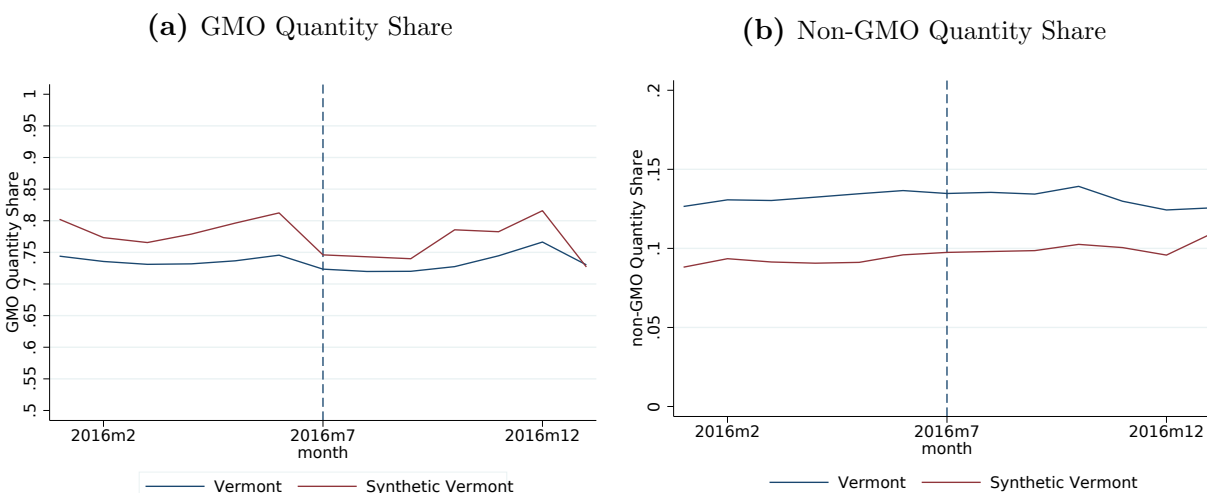 (a) GMO Quantity Share
GMO Quantity Share
1
.95
.9
.85
.8
.75
.7
.65
.6
.55
.5
2016m2 2016m7 2016m12
month
Vermont Synthetic Vermont
(b) Non-GMO Quantity Share
non-GMO Quantity Share
.2
.15
.1
.05
0
2016m2 2016m7 2016m12
month
Vermont Synthetic Vermont